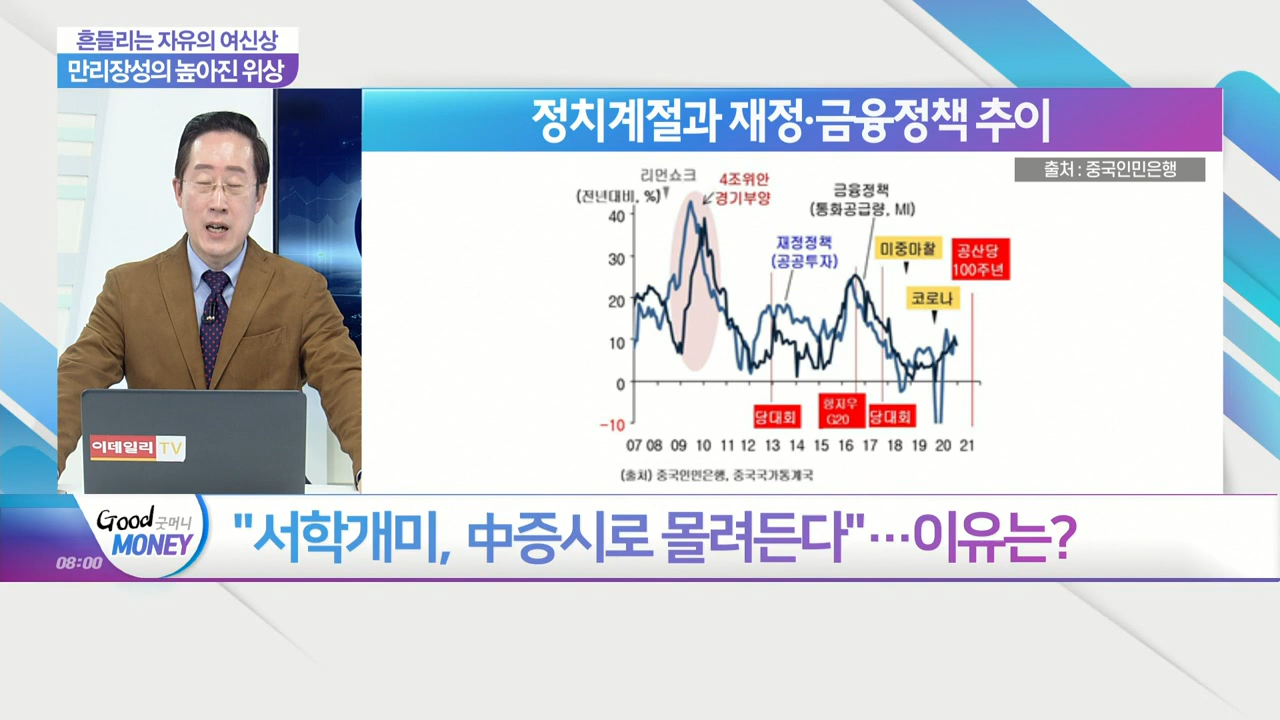 흔들리는 자유의 여신상
만리장성의 높아진 위상
정치계절과 재정·금융정책 추이
출처 : 중국인민은행
리먼쇼크
(전년대비, %)
4조위안
경기부양
금융정책
(통화공급량, MI)
재정정책
(공공투자)
미중마찰
공산당
100주년
코로나
40
30
20
10
0
-10
당대회
항저우
G20
당대회
07 08 09 10 11 12 13 14 15 16 17 18 19 20 21
(출처) 중국인민은행, 중국국가통계국
이데일리 TV
Good 굿머니
MONEY
08:00
"서학개미, 中증시로 몰려든다"…이유는?